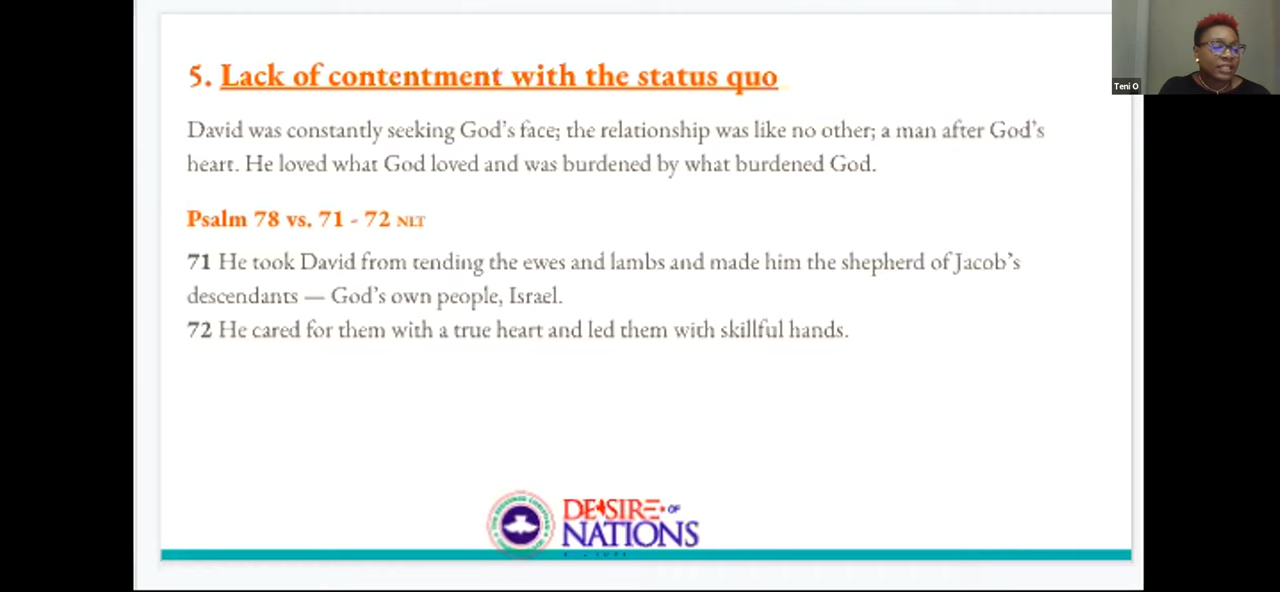 5. Lack of contentment with the status quo
Teni O
David was constantly seeking God's face; the relationship was like no other; a man after God's
heart. He loved what God loved and was burdened by what burdened God.
Psalm 78 vs. 71 - 72 NLT
71 He took David from tending the ewes and lambs and made him the shepherd of Jacob's
descendants — God's own people, Israel.
72 He cared for them with a true heart and led them with skillful hands.
DESIRE OF
NATIONS